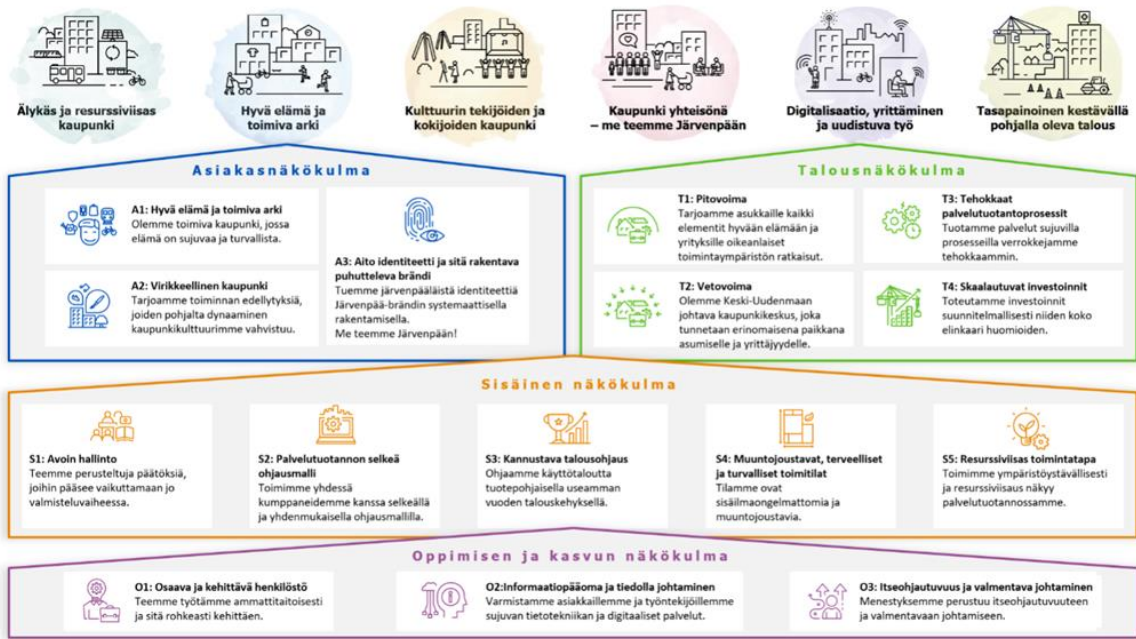 Älykäs ja resurssiviisas
kaupunki
Hyvä elämä ja
toimiva arki
Kulttuurin tekijöiden ja
kokijoiden kaupunki
Kaupunki yhteisönä
– me teemme Järvenpään
Digitalisaatio, yrittäminen
ja uudistuva työ
Tasapainoinen kestävällä
pohjalla oleva talous
Asiakasnäkökulma
A1: Hyvä elämä ja toimiva arki
Olemme toimiva kaupunki, jossa
elämä on sujuvaa ja turvallista.
A2: Virikkeellinen kaupunki
Tarjoamme toiminnan edellytyksiä,
joiden pohjalta dynaaminen
kaupunkikulttuurimme vahvistuu.
A3: Aito identiteetti ja sitä rakentava
puhutteleva brändi
Tuemme järvenpääläistä identiteettiä
Järvenpää-brändin systemaattisella
rakentamisella.
Me teemme Järvenpään!
Talousnäkökulma
T1: Pitovoima
Tarjoamme asukkaille kaikki
elementit hyvään elämään ja
yrityksille oikeanlaiset
toimintaympäristön ratkaisut.
T2: Vetovoima
Olemme Keski-Uudenmaan
johtava kaupunkikeskus, joka
tunnetaan erinomaisena paikkana
asumiselle ja yrittäjyydelle.
T3: Tehokkaat
palvelutuotantoprosessit
Tuotamme palvelut sujuvilla
prosesseilla verrokkejamme
tehokkaammin.
T4: Skaalautuvat investoinnit
Toteutamme investoinnit
suunnitelmallisesti niiden koko
elinkaari huomioiden.
Sisäinen näkökulma
S1: Avoin hallinto
Teemme perusteltuja päätöksiä,
joihin pääsee vaikuttamaan jo
valmisteluvaiheessa.
S2: Palvelutuotannon selkeä
ohjausmalli
Toimimme yhdessä
kumppaneidemme kanssa selkeällä
ja yhdenmukaisella ohjausmallilla.
S3: Kannustava talousohjaus
Ohjaamme käyttötaloutta
tuotepohjaisella useamman
vuoden talouskehyksellä.
S4: Muuntojoustavat, terveelliset
ja turvalliset toimitilat
Tilamme ovat
sisäilmaongelmattomia ja
muuntojoustavia.
S5: Resurssiviisas toimintatapa
Toimimme ympäristöystävällisesti
ja resurssiviisaus näkyy
palvelutuotannossamme.
Oppimisen ja kasvun näkökulma
O1: Osaava ja kehittävä henkilöstö
Teemme työtämme ammattitaitoisesti
ja sitä rohkeasti kehittäen.
O2:Informaatiopääoma ja tiedolla johtaminen
Varmistamme asiakkaillemme ja työntekijöillemme
sujuvan tietotekniikan ja digitaaliset palvelut.
O3: Itseohjautuvuus ja valmentava johtaminen
Menestyksemme perustuu itseohjautuvuuteen
ja valmentavaan johtamiseen.